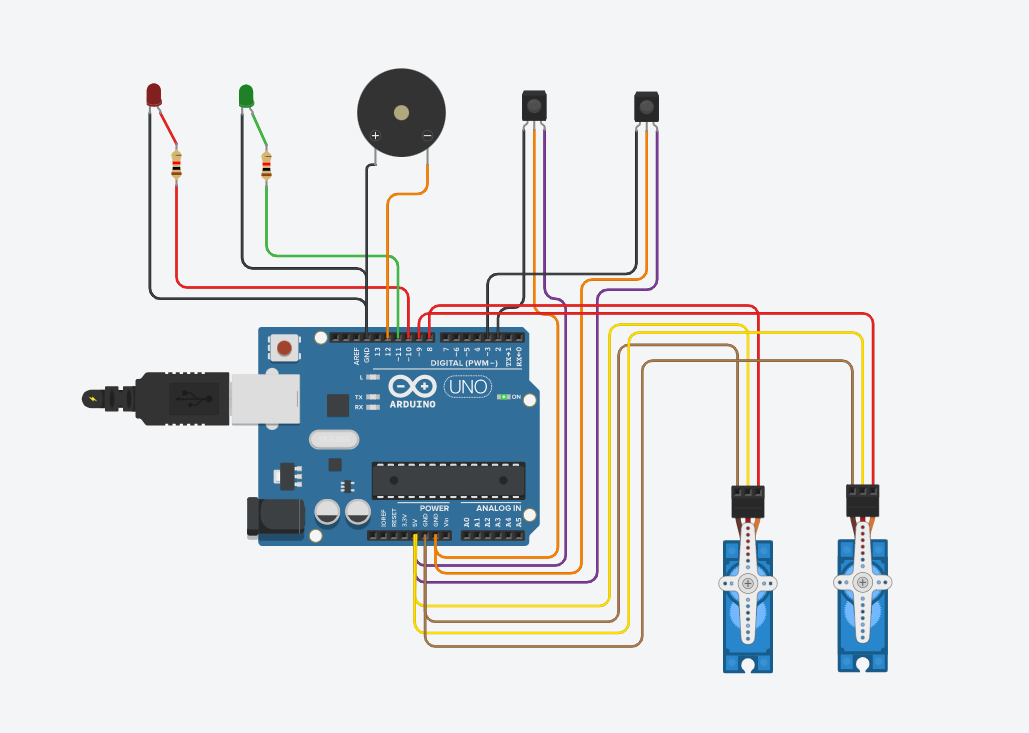 + −
AREF GND 13 12 ~11 ~10 ~9 8 7 ~6 ~5 4 ~3 2 TX→1 RX←0
DIGITAL (PWM~)
L
TX
RX
UNO
ON
ARDUINO
POWER
ANALOG IN
IOREF RESET 3.3V 5V GND GND Vin A0 A1 A2 A3 A4 A5